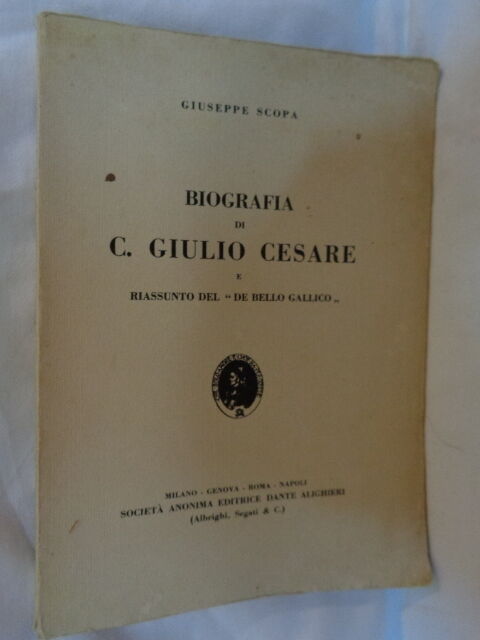 GIUSEPPE SCOPA
BIOGRAFIA
DI
C. GIULIO CESARE
E
RIASSUNTO DEL “ DE BELLO GALLICO „
MILANO - GENOVA - ROMA - NAPOLI
SOCIETÀ ANONIMA EDITRICE DANTE ALIGHIERI
(Albrighi, Segati & C.)